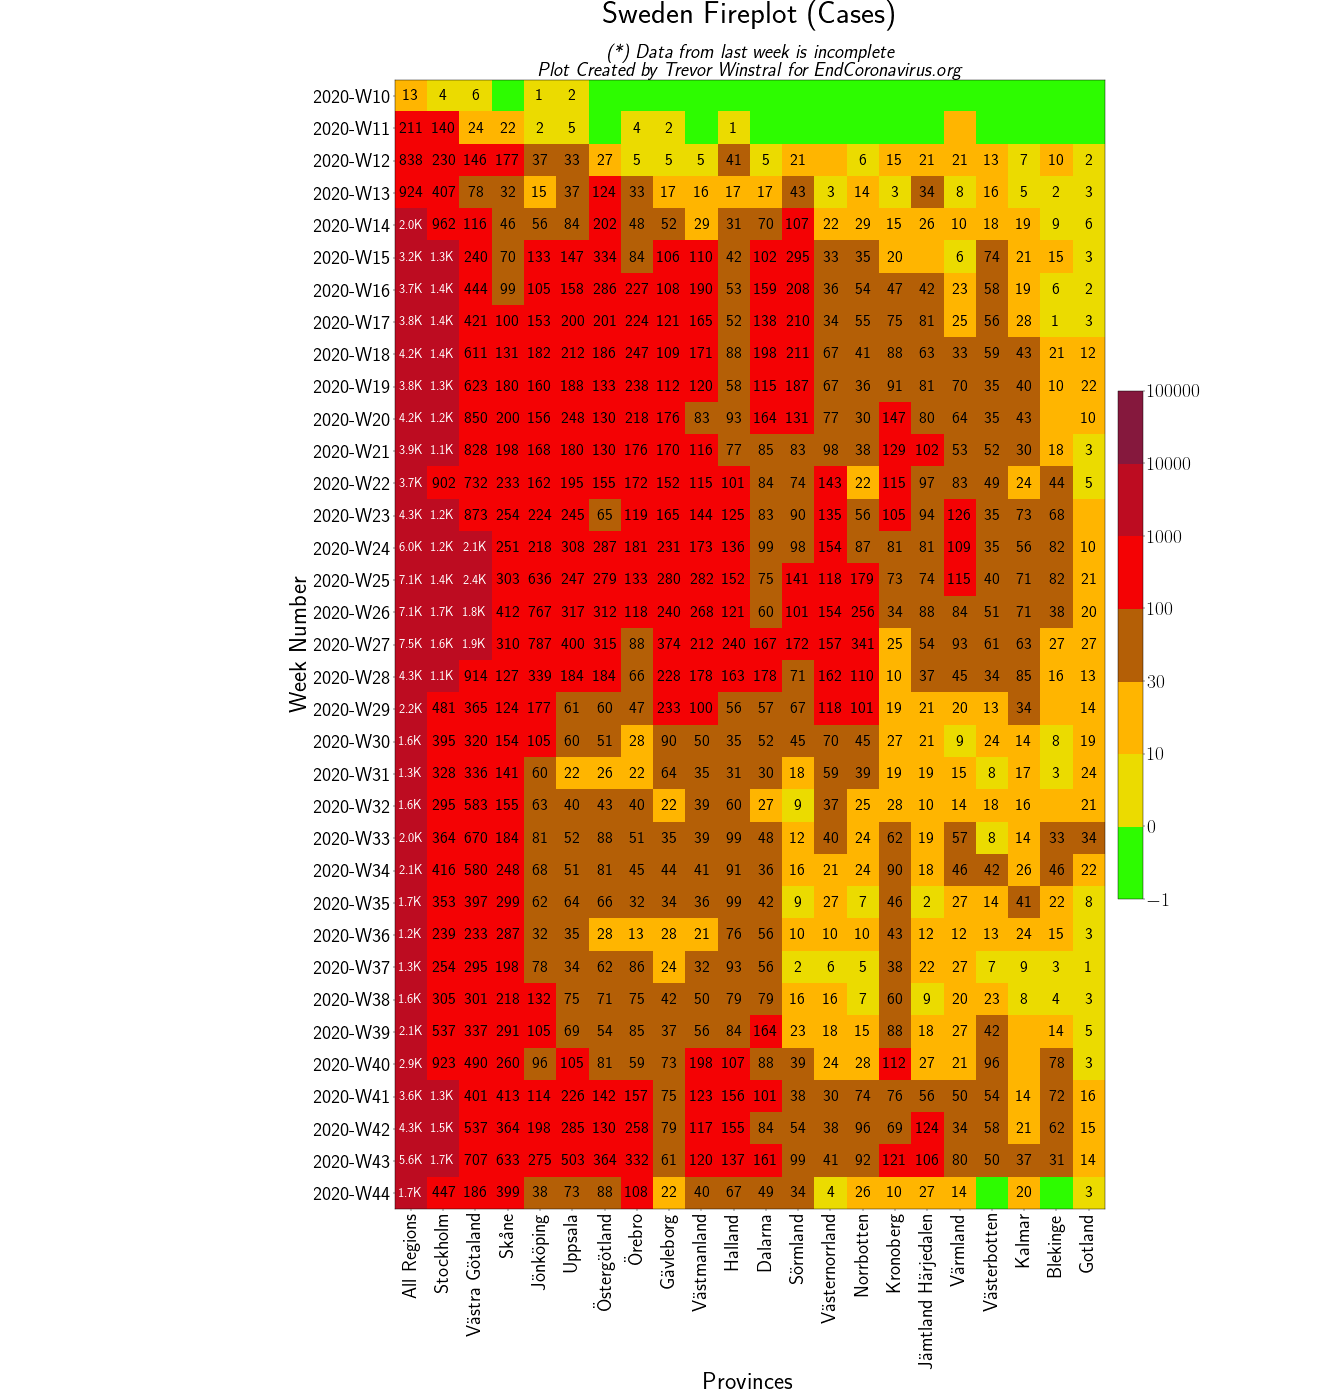 Sweden Fireplot (Cases)
(*) Data from last week is incomplete
Plot Created by Trevor Winstral for EndCoronavirus.org
2020-W10 13 4 6 1 2
2020-W11 211 140 24 22 2 5 4 2 1
2020-W12 838 230 146 177 37 33 27 5 5 5 41 5 21 6 15 21 21 13 7 10 2
2020-W13 924 407 78 32 15 37 124 33 17 16 17 17 43 3 14 3 34 8 16 5 2 3
2020-W14 2.0K 962 116 46 56 84 202 48 52 29 31 70 107 22 29 15 26 10 18 19 9 6
2020-W15 3.2K 1.3K 240 70 133 147 334 84 106 110 42 102 295 33 35 20 6 74 21 15 3
2020-W16 3.7K 1.4K 444 99 105 158 286 227 108 190 53 159 208 36 54 47 42 23 58 19 6 2
2020-W17 3.8K 1.4K 421 100 153 200 201 224 121 165 52 138 210 34 55 75 81 25 56 28 1 3
2020-W18 4.2K 1.4K 611 131 182 212 186 247 109 171 88 198 211 67 41 88 63 33 59 43 21 12
2020-W19 3.8K 1.3K 623 180 160 188 133 238 112 120 58 115 187 67 36 91 81 70 35 40 10 22
2020-W20 4.2K 1.2K 850 200 156 248 130 218 176 83 93 164 131 77 30 147 80 64 35 43 10
2020-W21 3.9K 1.1K 828 198 168 180 130 176 170 116 77 85 83 98 38 129 102 53 52 30 18 3
2020-W22 3.7K 902 732 233 162 195 155 172 152 115 101 84 74 143 22 115 97 83 49 24 44 5
2020-W23 4.3K 1.2K 873 254 224 245 65 119 165 144 125 83 90 135 56 105 94 126 35 73 68
2020-W24 6.0K 1.2K 2.1K 251 218 308 287 181 231 173 136 99 98 154 87 81 81 109 35 56 82 10
2020-W25 7.1K 1.4K 2.4K 303 636 247 279 133 280 282 152 75 141 118 179 73 74 115 40 71 82 21
2020-W26 7.1K 1.7K 1.8K 412 767 317 312 118 240 268 121 60 101 154 256 34 88 84 51 71 38 20
2020-W27 7.5K 1.6K 1.9K 310 787 400 315 88 374 212 240 167 172 157 341 25 54 93 61 63 27 27
2020-W28 4.3K 1.1K 914 127 339 184 184 66 228 178 163 178 71 162 110 10 37 45 34 85 16 13
2020-W29 2.2K 481 365 124 177 61 60 47 233 100 56 57 67 118 101 19 21 20 13 34 14
2020-W30 1.6K 395 320 154 105 60 51 28 90 50 35 52 45 70 45 27 21 9 24 14 8 19
2020-W31 1.3K 328 336 141 60 22 26 22 64 35 31 30 18 59 39 19 19 15 8 17 3 24
2020-W32 1.6K 295 583 155 63 40 43 40 22 39 60 27 9 37 25 28 10 14 18 16 21
2020-W33 2.0K 364 670 184 81 52 88 51 35 39 99 48 12 40 24 62 19 57 8 14 33 34
2020-W34 2.1K 416 580 248 68 51 81 45 44 41 91 36 16 21 24 90 18 46 42 26 46 22
2020-W35 1.7K 353 397 299 62 64 66 32 34 36 99 42 9 27 7 46 2 27 14 41 22 8
2020-W36 1.2K 239 233 287 32 35 28 13 28 21 76 56 10 10 10 43 12 12 13 24 15 3
2020-W37 1.3K 254 295 198 78 34 62 86 24 32 93 56 2 6 5 38 22 27 7 9 3 1
2020-W38 1.6K 305 301 218 132 75 71 75 42 50 79 79 16 16 7 60 9 20 23 8 4 3
2020-W39 2.1K 537 337 291 105 69 54 85 37 56 84 164 23 18 15 88 18 27 42 14 5
2020-W40 2.9K 923 490 260 96 105 81 59 73 198 107 88 39 24 28 112 27 21 96 78 3
2020-W41 3.6K 1.3K 401 413 114 226 142 157 75 123 156 101 38 30 74 76 56 50 54 14 72 16
2020-W42 4.3K 1.5K 537 364 198 285 130 258 79 117 155 84 54 38 96 69 124 34 58 21 62 15
2020-W43 5.6K 1.7K 707 633 275 503 364 332 61 120 137 161 99 41 92 121 106 80 50 37 31 14
2020-W44 1.7K 447 186 399 38 73 88 108 22 40 67 49 34 4 26 10 27 14 20 3
Week Number
All Regions
Stockholm
Västra Götaland
Skåne
Jönköping
Uppsala
Östergötland
Örebro
Gävleborg
Västmanland
Halland
Dalarna
Sörmland
Västernorrland
Norrbotten
Kronoberg
Jämtland Härjedalen
Värmland
Västerbotten
Kalmar
Blekinge
Gotland
Provinces
100000
10000
1000
100
30
10
0
−1